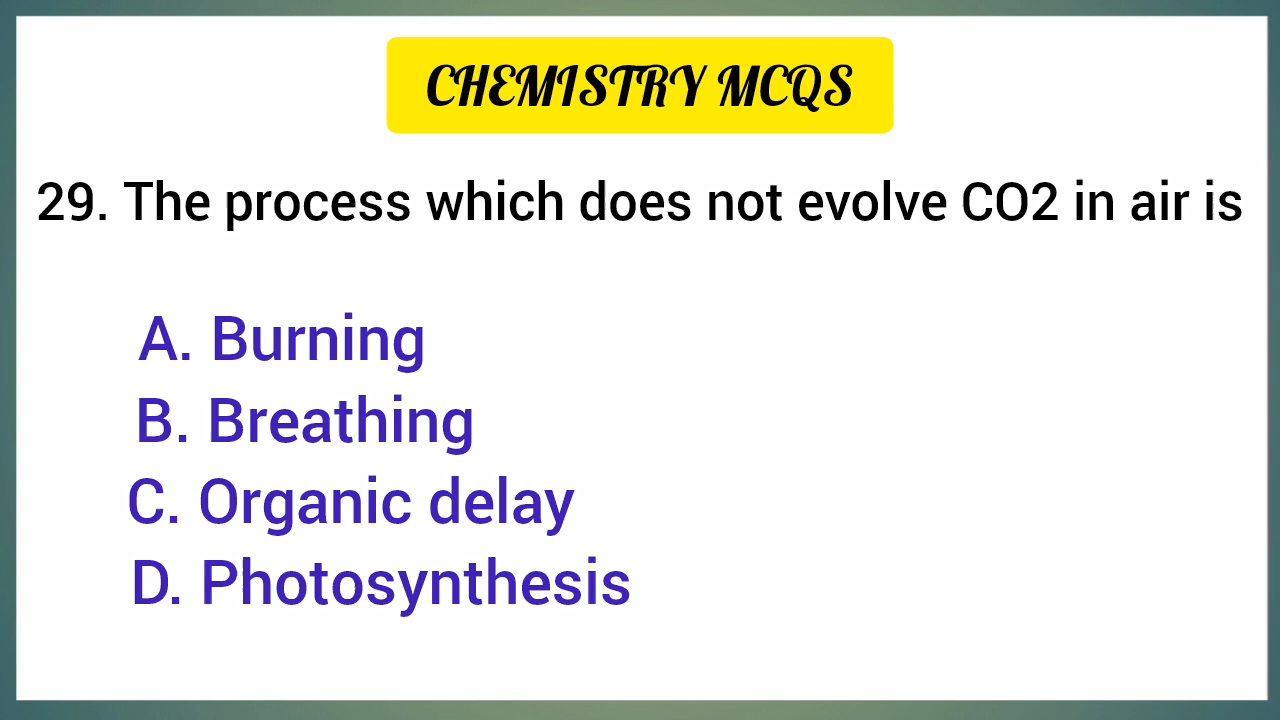 CHEMISTRY MCQS
29. The process which does not evolve CO2 in air is
A. Burning
B. Breathing
C. Organic delay
D. Photosynthesis